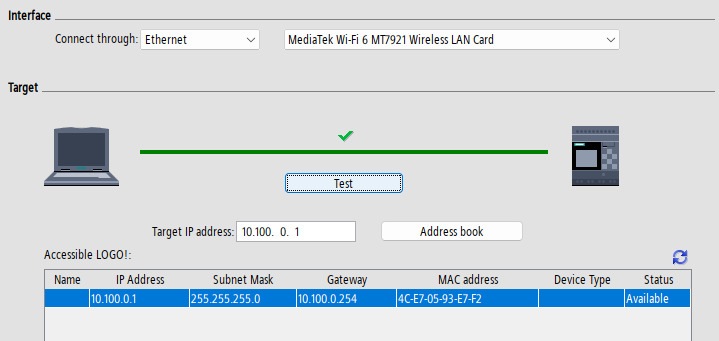 Interface
Connect through: Ethernet MediaTek Wi-Fi 6 MT7921 Wireless LAN Card
Target
Test
Target IP address: 10.100. 0. 1 Address book
Accessible LOGO!:
Name IP Address Subnet Mask Gateway MAC address Device Type Status
10.100.0.1 255.255.255.0 10.100.0.254 4C-E7-05-93-E7-F2 Available